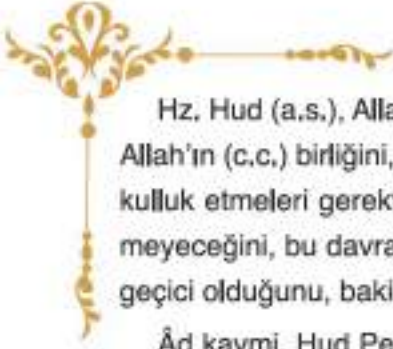 Hz. Hud (a.s.), Alla
Allah'ın (c.c.) birliğini,
kulluk etmeleri gerek
meyeceğini, bu davra
geçici olduğunu, baki
Âd kavmi, Hud Pe